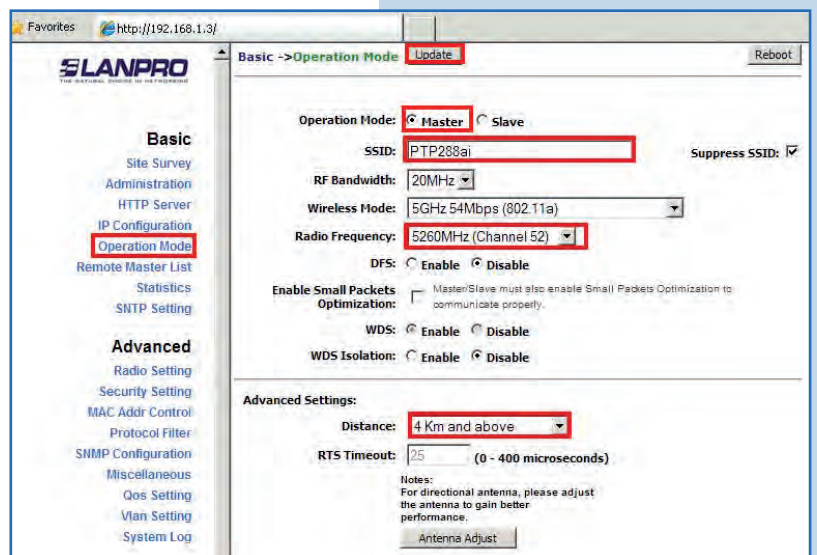 Favorites http://192.168.1.3/
LANPRO
THE NATURAL CHOICE IN NETWORKING
Basic
Site Survey
Administration
HTTP Server
IP Configuration
Operation Mode
Remote Master List
Statistics
SNTP Setting
Advanced
Radio Setting
Security Setting
MAC Addr Control
Protocol Filter
SNMP Configuration
Miscellaneous
Qos Setting
Vlan Setting
System Log
Basic ->Operation Mode Update Reboot
Operation Mode: Master Slave
SSID: PTP288ai Suppress SSID:
RF Bandwidth: 20MHz
Wireless Mode: 5GHz 54Mbps (802.11a)
Radio Frequency: 5260MHz (Channel 52)
DFS: Enable Disable
Enable Small Packets Optimization: Master/Slave must also enable Small Packets Optimization to
communicate properly.
WDS: Enable Disable
WDS Isolation: Enable Disable
Advanced Settings:
Distance: 4 Km and above
RTS Timeout: 25 (0 - 400 microseconds)
Notes:
For directional antenna, please adjust
the antenna to gain better
performance.
Antenna Adjust